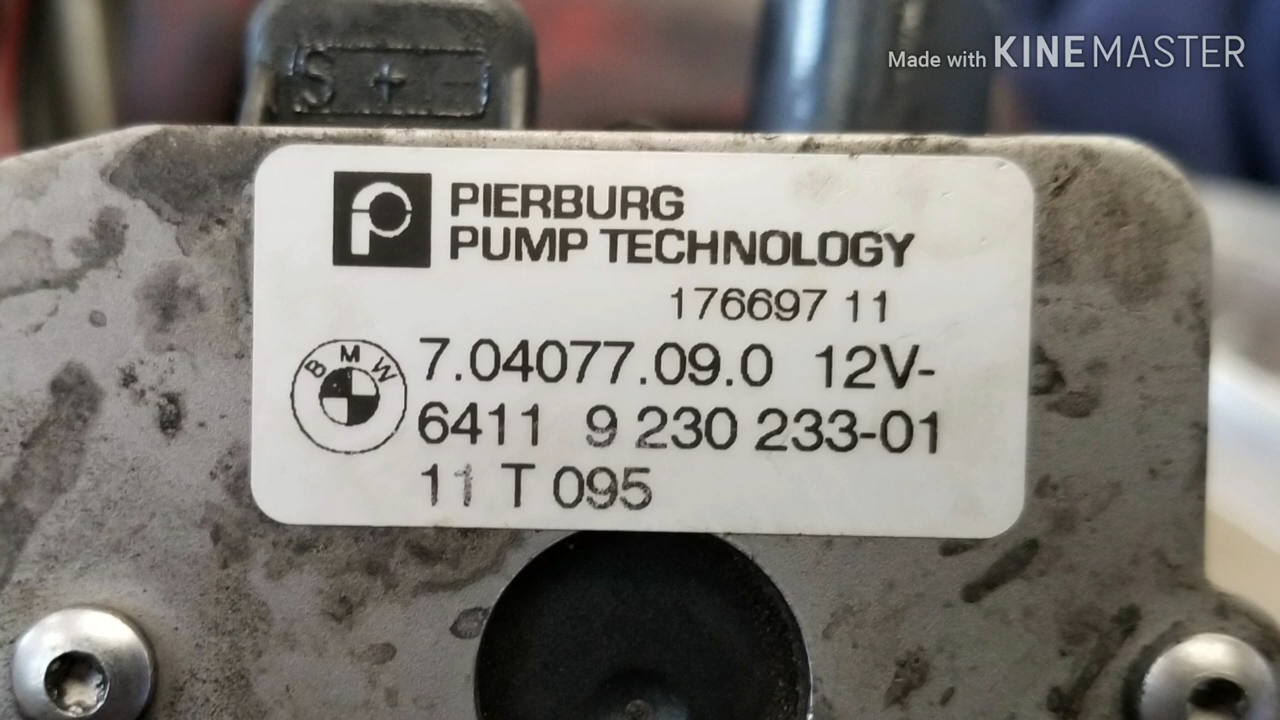 Made with KINEMASTER
S + -
PIERBURG
PUMP TECHNOLOGY
176697 11
BMW
7.04077.09.0 12V-
6411 9 230 233-01
11 T 095